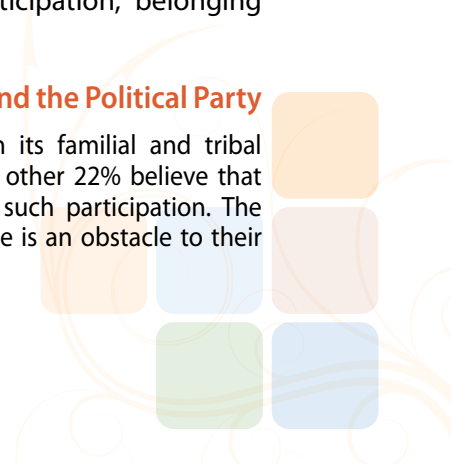 ticipation, belonging
nd the Political Party
n its familial and tribal
other 22% believe that
such participation. The
e is an obstacle to their